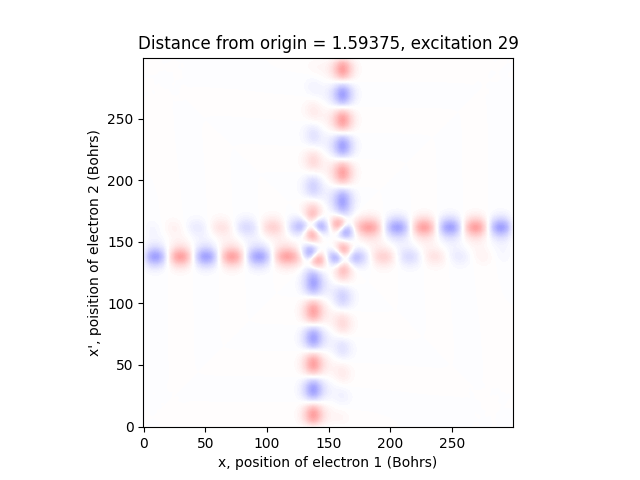 Distance from origin = 1.59375, excitation 29
x', poisition of electron 2 (Bohrs)
250
200
150
100
50
0
0 50 100 150 200 250
x, position of electron 1 (Bohrs)